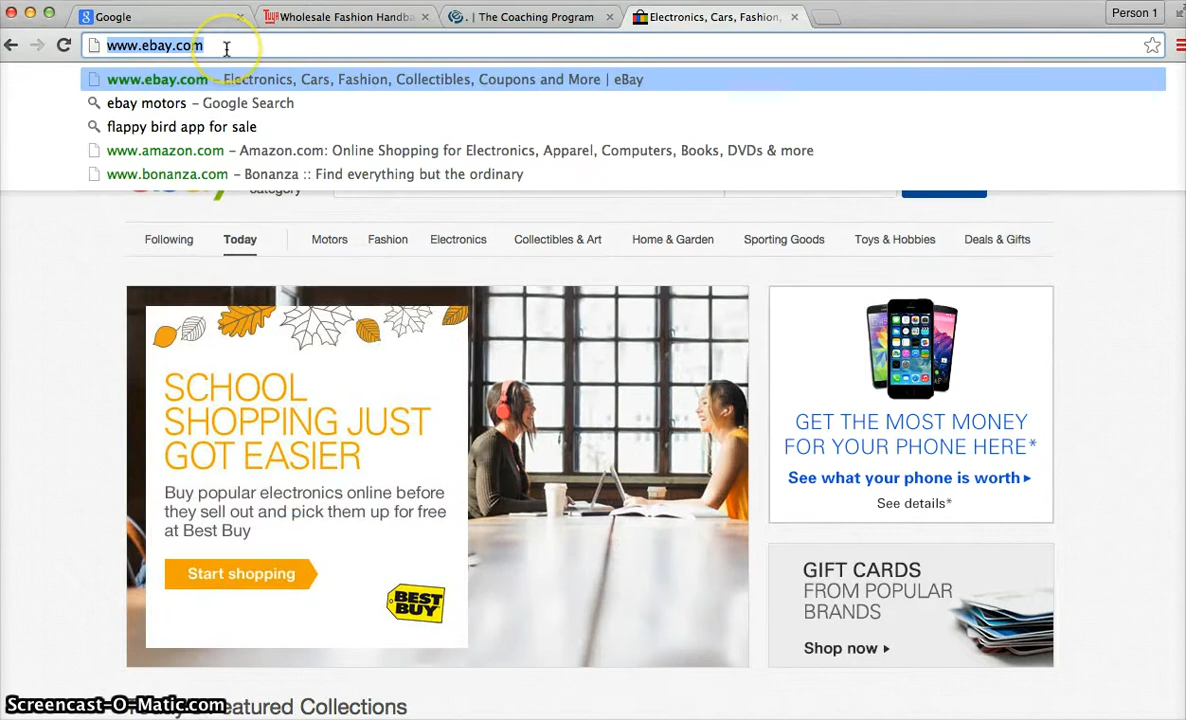 Google
Wholesale Fashion Handba
. | The Coaching Program
Electronics, Cars, Fashion,
Person 1
www.ebay.com
www.ebay.com – Electronics, Cars, Fashion, Collectibles, Coupons and More | eBay
ebay motors – Google Search
flappy bird app for sale
www.amazon.com – Amazon.com: Online Shopping for Electronics, Apparel, Computers, Books, DVDs & more
www.bonanza.com – Bonanza :: Find everything but the ordinary
category
Following
Today
Motors
Fashion
Electronics
Collectibles & Art
Home & Garden
Sporting Goods
Toys & Hobbies
Deals & Gifts
SCHOOL
SHOPPING JUST
GOT EASIER
Buy popular electronics online before
they sell out and pick them up for free
at Best Buy
Start shopping
BEST
BUY
GET THE MOST MONEY
FOR YOUR PHONE HERE*
See what your phone is worth ▸
See details*
GIFT CARDS
FROM POPULAR
BRANDS
Shop now ▸
Featured Collections
Screencast-O-Matic.com